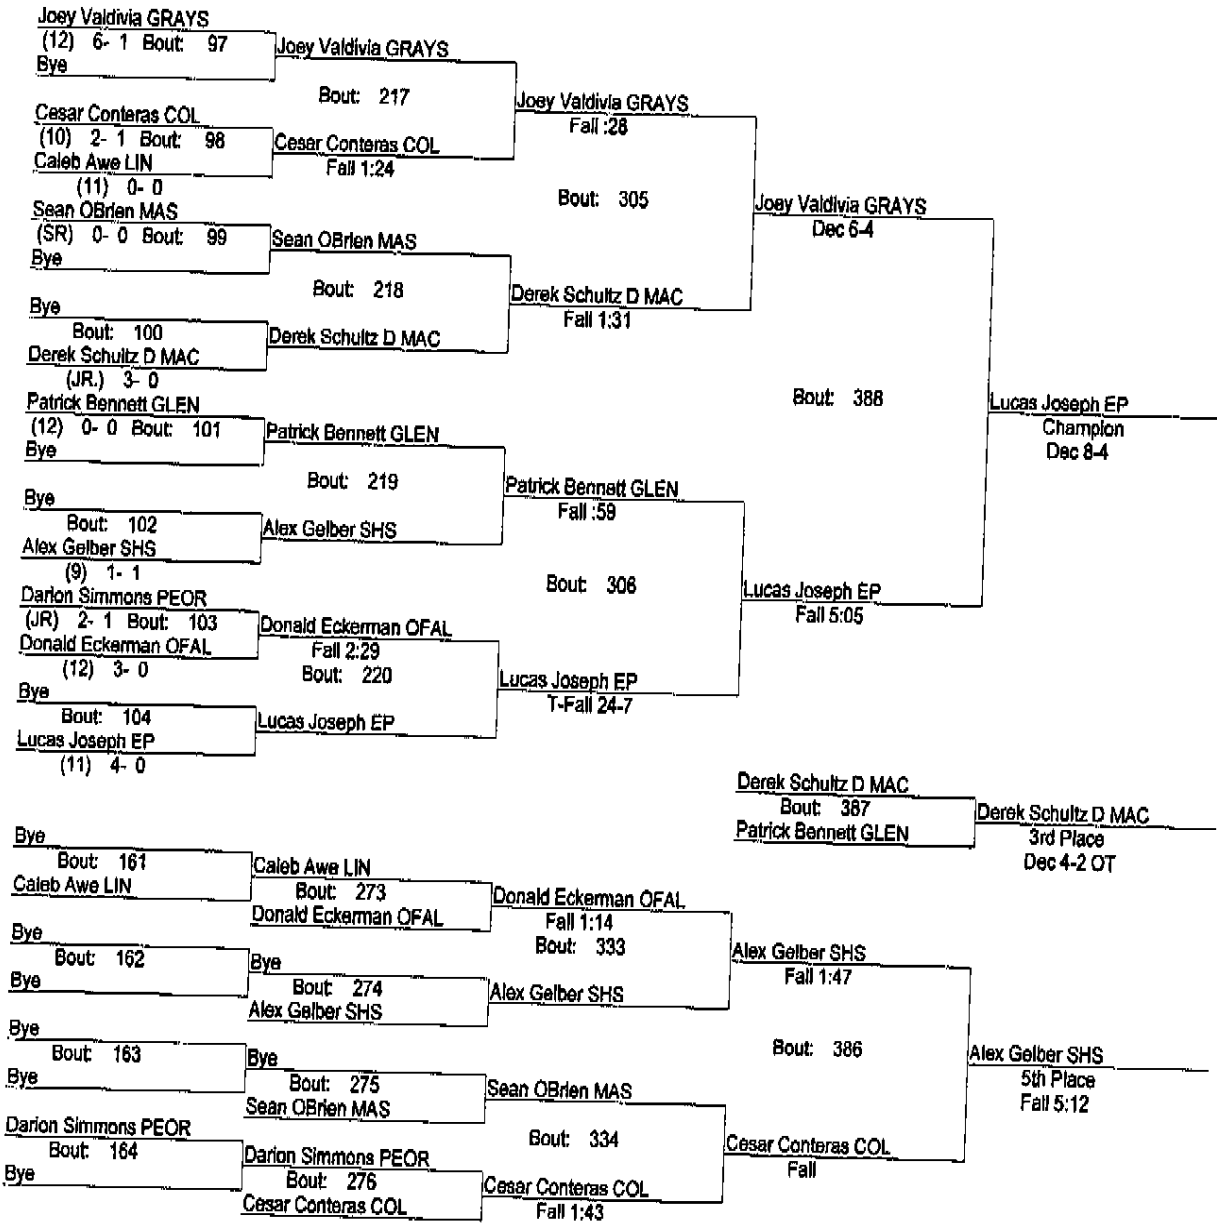 Joey Valdivia GRAYS
(12) 6- 1 Bout: 97
Bye
Joey Valdivia GRAYS
Bout: 217
Cesar Conteras COL
(10) 2- 1 Bout: 98
Caleb Awe LIN
(11) 0- 0
Cesar Conteras COL
Fall 1:24
Joey Valdivia GRAYS
Fall :28
Bout: 305
Sean OBrien MAS
(SR) 0- 0 Bout: 99
Bye
Sean OBrien MAS
Bout: 218
Bye
Bout: 100
Derek Schultz D MAC
(JR.) 3- 0
Derek Schultz D MAC
Derek Schultz D MAC
Fall 1:31
Joey Valdivia GRAYS
Dec 6-4
Bout: 388
Patrick Bennett GLEN
(12) 0- 0 Bout: 101
Bye
Patrick Bennett GLEN
Bout: 219
Bye
Bout: 102
Alex Gelber SHS
(9) 1- 1
Alex Gelber SHS
Patrick Bennett GLEN
Fall :59
Bout: 306
Darion Simmons PEOR
(JR) 2- 1 Bout: 103
Donald Eckerman OFAL
(12) 3- 0
Donald Eckerman OFAL
Fall 2:29
Bout: 220
Bye
Bout: 104
Lucas Joseph EP
(11) 4- 0
Lucas Joseph EP
Lucas Joseph EP
T-Fall 24-7
Lucas Joseph EP
Fall 5:05
Lucas Joseph EP
Champion
Dec 8-4
Derek Schultz D MAC
Bout: 387
Patrick Bennett GLEN
Derek Schultz D MAC
3rd Place
Dec 4-2 OT
Bye
Bout: 161
Caleb Awe LIN
Caleb Awe LIN
Bout: 273
Donald Eckerman OFAL
Donald Eckerman OFAL
Fall 1:14
Bout: 333
Bye
Bout: 162
Bye
Bye
Bout: 274
Alex Gelber SHS
Alex Gelber SHS
Alex Gelber SHS
Fall 1:47
Bout: 386
Bye
Bout: 163
Bye
Bye
Bout: 275
Sean OBrien MAS
Sean OBrien MAS
Bout: 334
Darion Simmons PEOR
Bout: 164
Bye
Darion Simmons PEOR
Bout: 276
Cesar Conteras COL
Cesar Conteras COL
Fall 1:43
Cesar Conteras COL
Fall
Alex Gelber SHS
5th Place
Fall 5:12